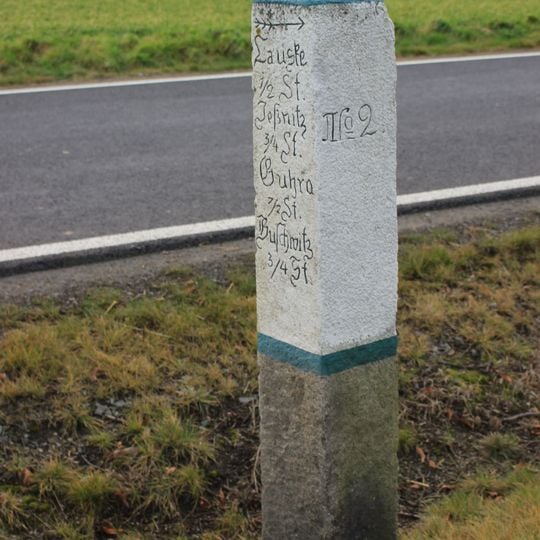 Lauske
1/2 St.
Jeßnitz
3/4 St.
Guhra
1/2 St.
Buschwitz
3/4 St.
No 2.